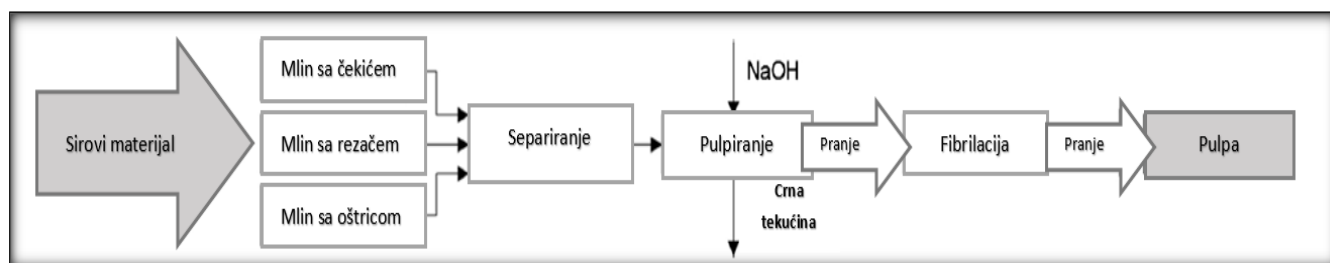 Sirovi materijal
Mlin sa čekićem
Mlin sa rezačem
Mlin sa oštricom
Separiranje
NaOH
Pulpiranje
Crna
tekućina
Pranje
Fibrilacija
Pranje
Pulpa